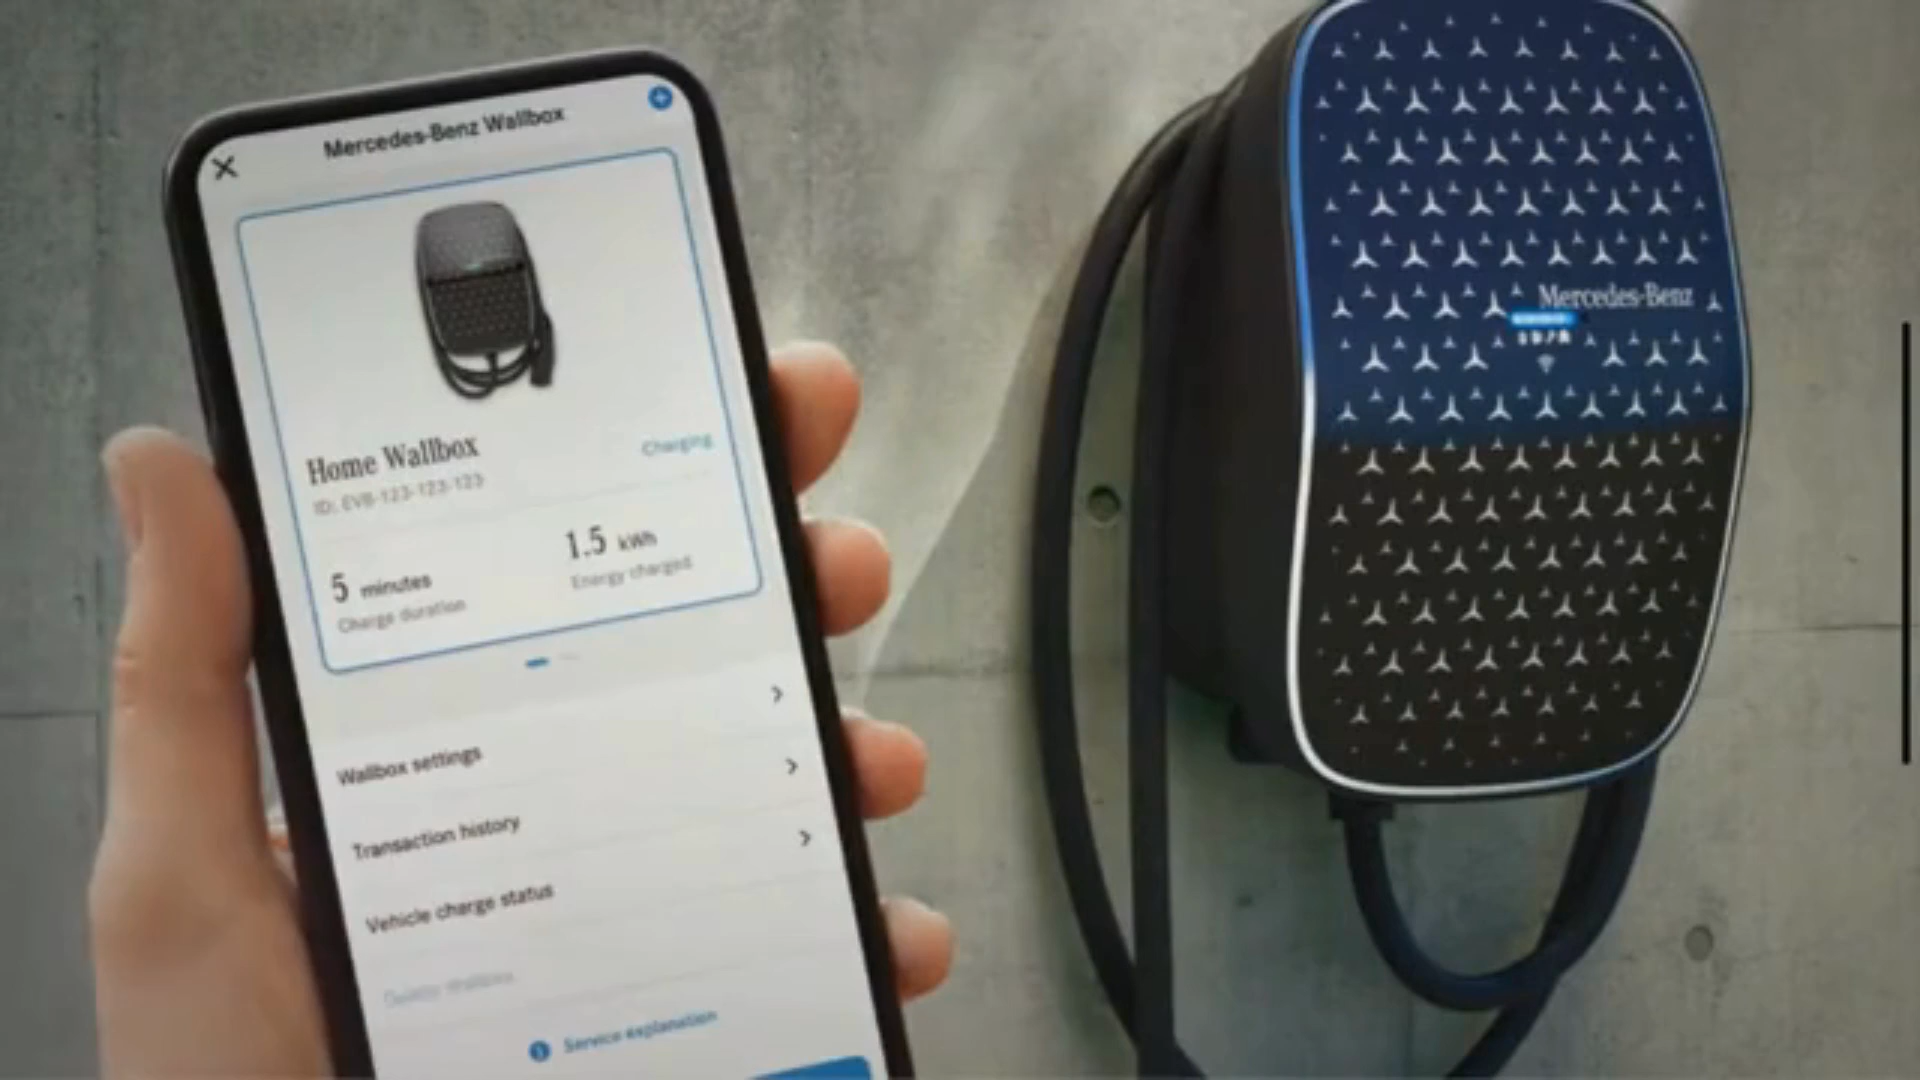 Mercedes-Benz Wallbox
Home Wallbox
Charging
ID: EVB-123-123-123
5 minutes
Charge duration
1.5 kWh
Energy charged
Wallbox settings
Transaction history
Vehicle charge status
Service explanation
Mercedes-Benz